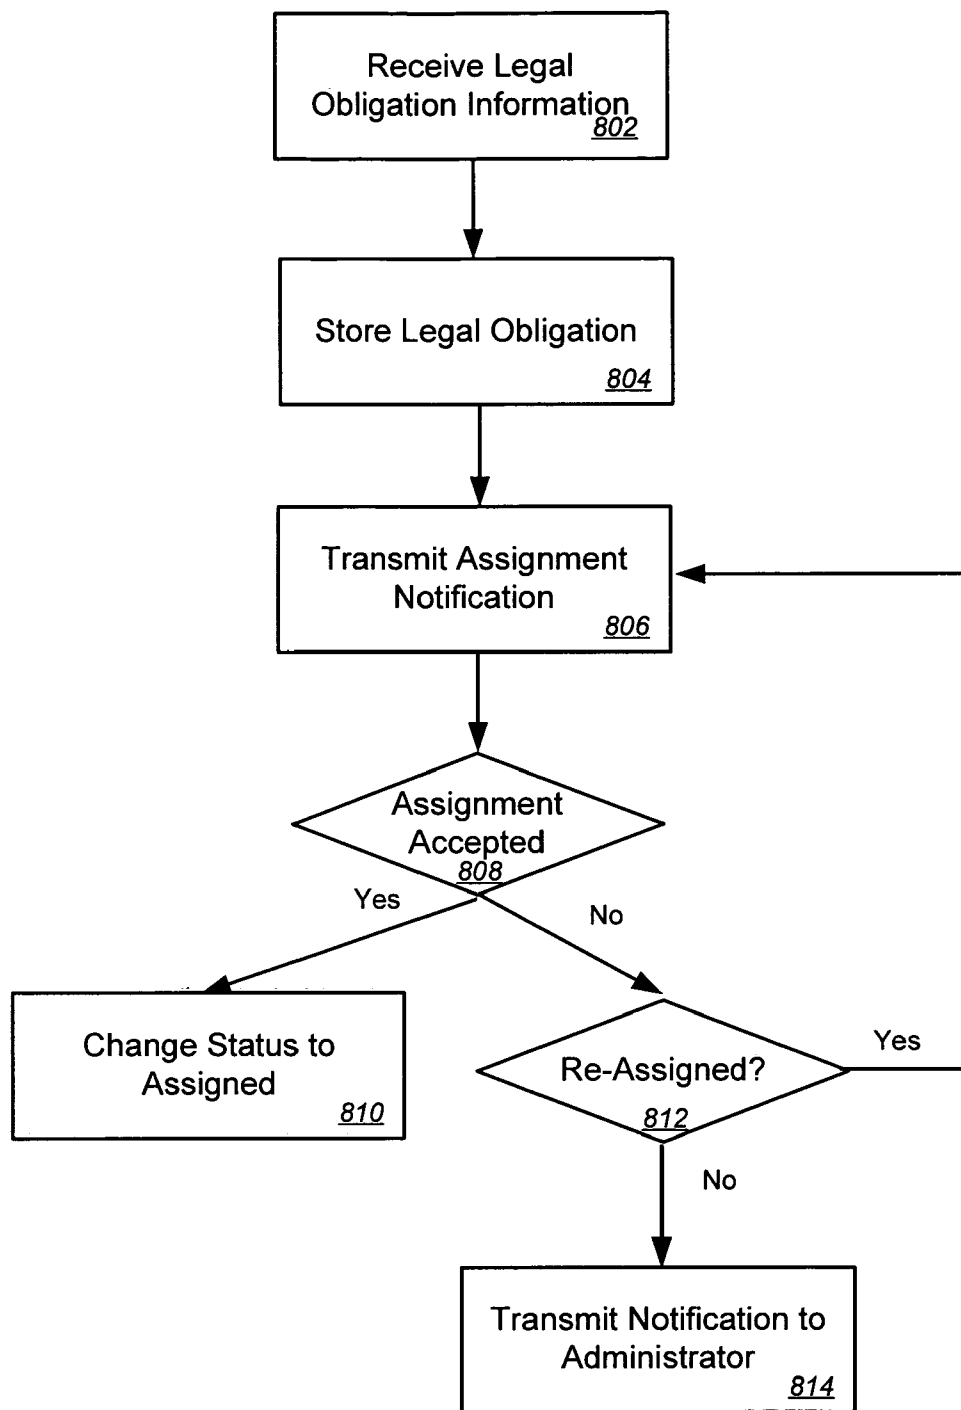 Receive Legal
Obligation Information
802
Store Legal Obligation
804
Transmit Assignment
Notification
806
Assignment
Accepted
808
Yes
No
Change Status to
Assigned
810
Re-Assigned?
812
Yes
No
Transmit Notification to
Administrator
814